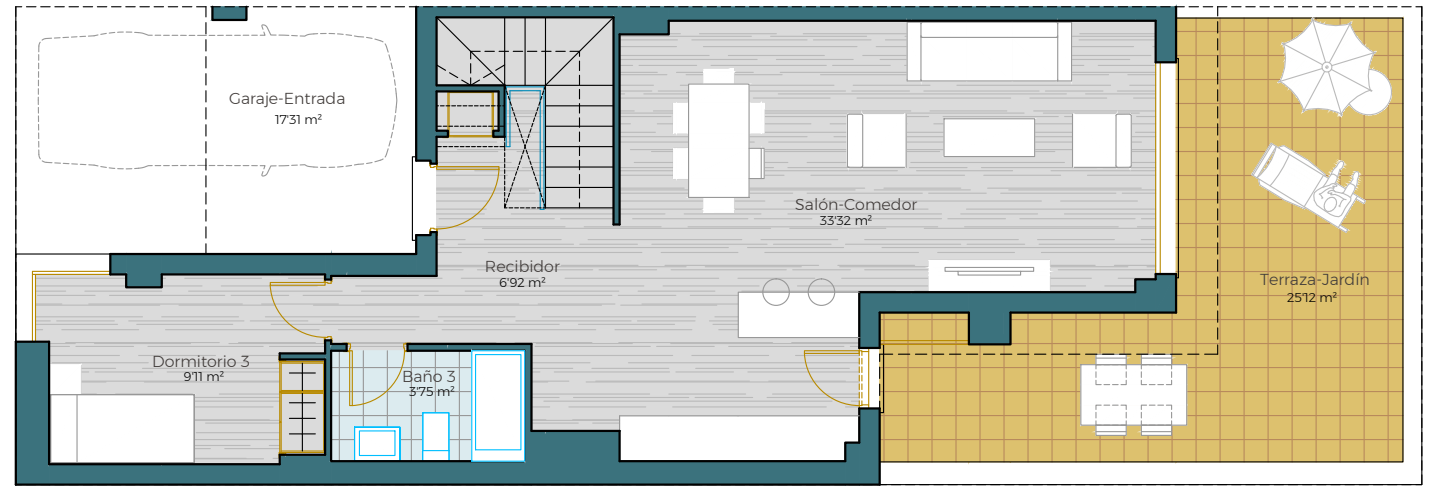 Garaje-Entrada
17'31 m²
Salón-Comedor
33'32 m²
Recibidor
6'92 m²
Terraza-Jardín
25'12 m²
Dormitorio 3
9'11 m²
Baño 3
3'75 m²